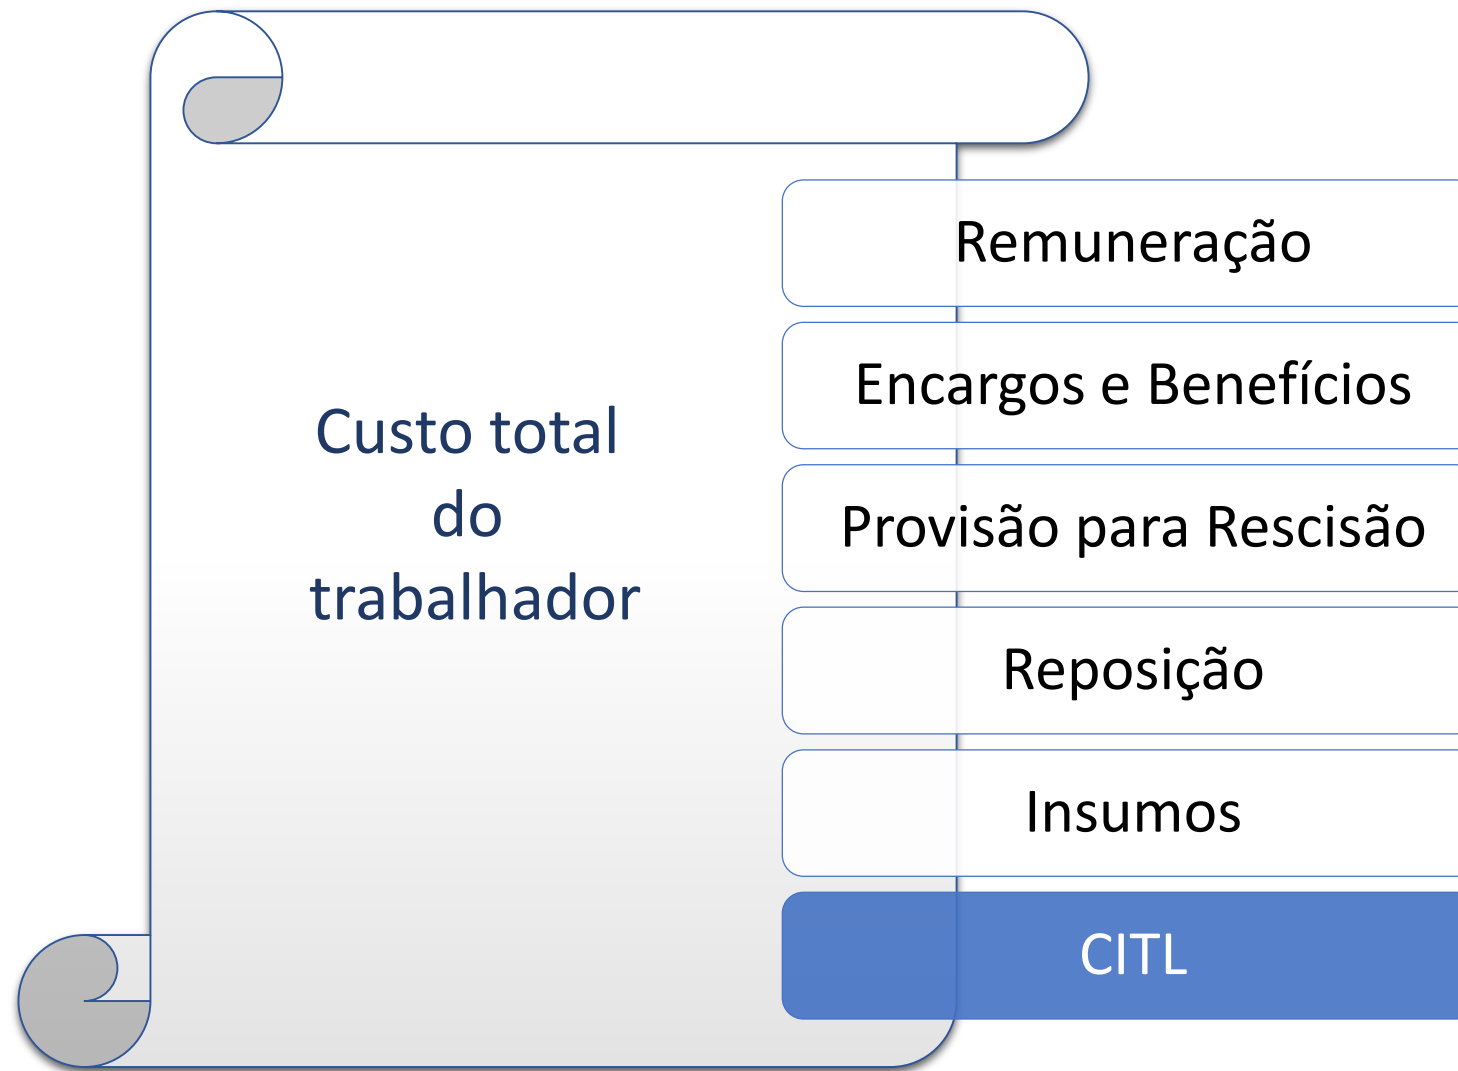 Custo total
do
trabalhador
Remuneração
Encargos e Benefícios
Provisão para Rescisão
Reposição
Insumos
CITL